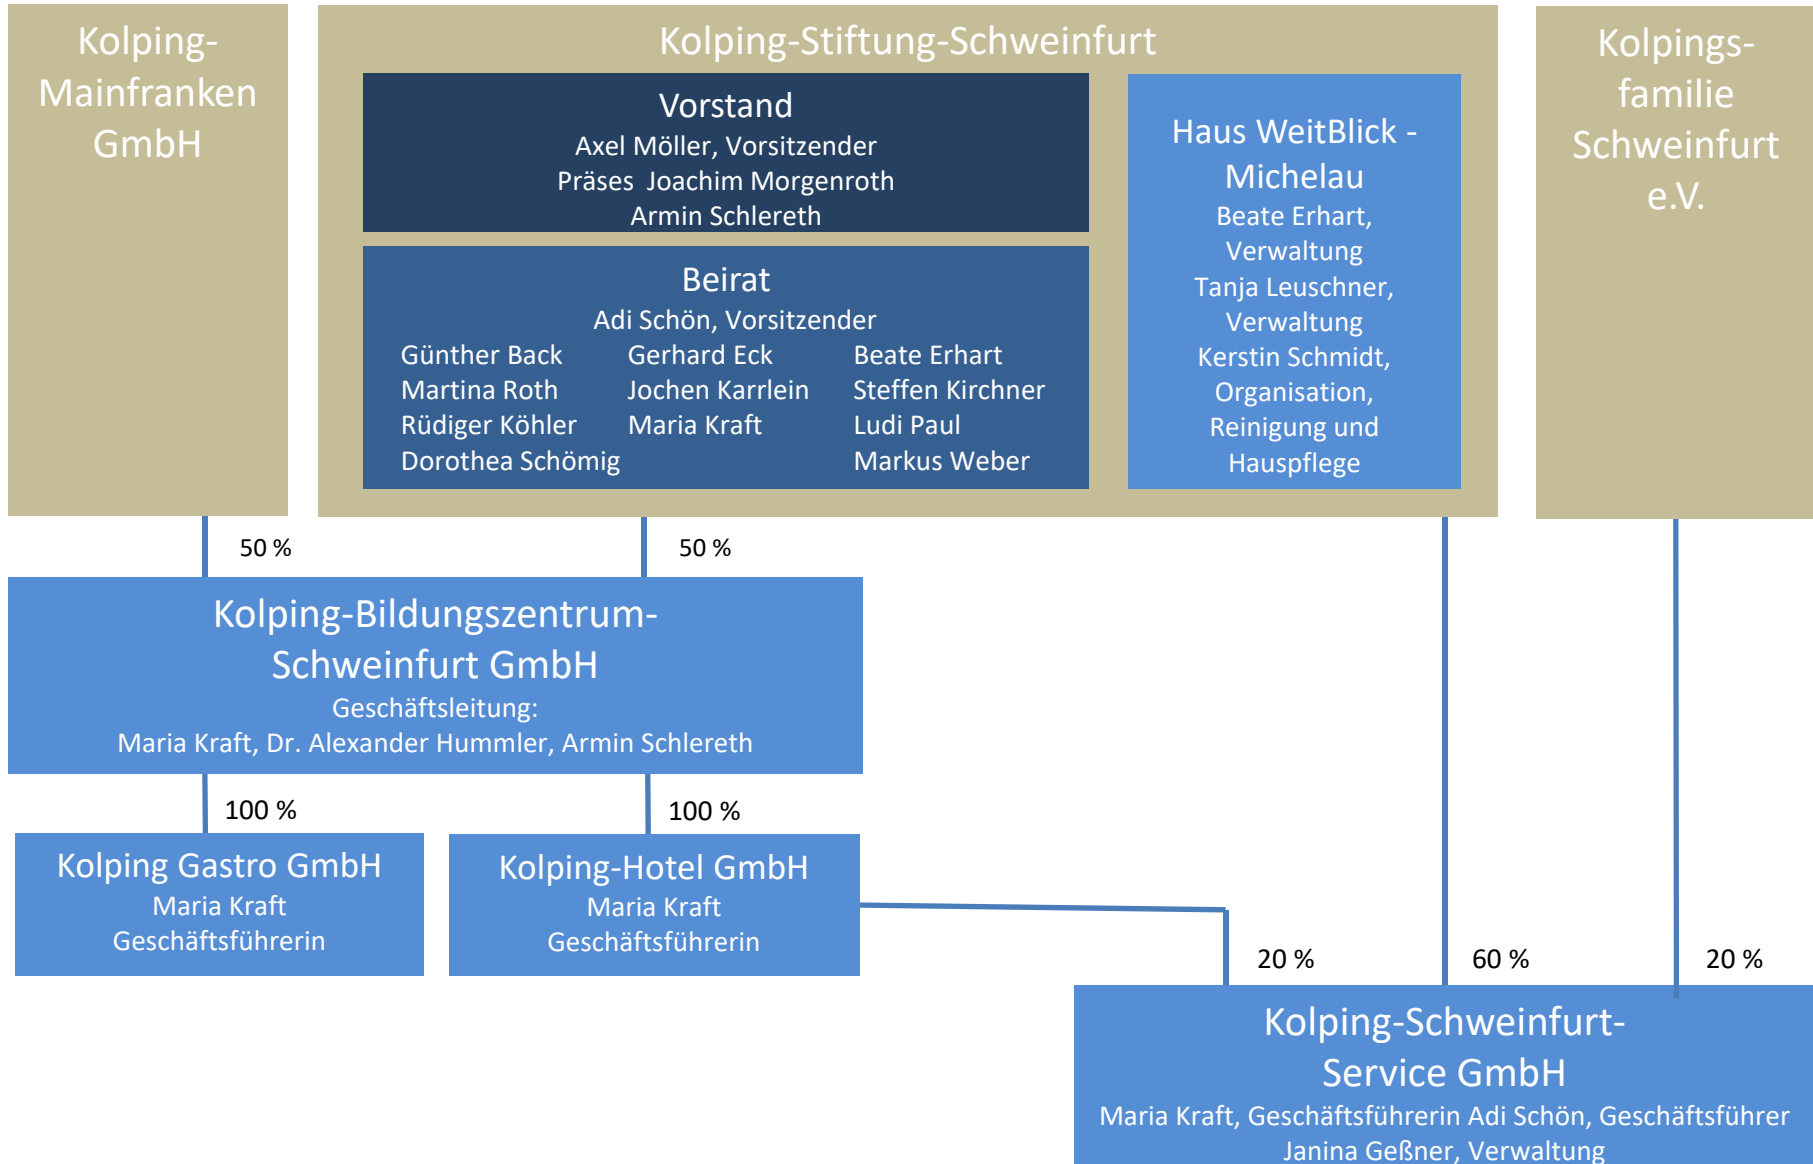 Kolping-
Mainfranken
GmbH
Kolping-Stiftung-Schweinfurt
Vorstand
Axel Möller, Vorsitzender
Präses Joachim Morgenroth
Armin Schlereth
Beirat
Adi Schön, Vorsitzender
Günther Back Gerhard Eck Beate Erhart
Martina Roth Jochen Karrlein Steffen Kirchner
Rüdiger Köhler Maria Kraft Ludi Paul
Dorothea Schömig Markus Weber
Haus WeitBlick -
Michelau
Beate Erhart,
Verwaltung
Tanja Leuschner,
Verwaltung
Kerstin Schmidt,
Organisation,
Reinigung und
Hauspflege
Kolpings-
familie
Schweinfurt
e.V.
50 %
50 %
Kolping-Bildungszentrum-
Schweinfurt GmbH
Geschäftsleitung:
Maria Kraft, Dr. Alexander Hummler, Armin Schlereth
100 %
100 %
Kolping Gastro GmbH
Maria Kraft
Geschäftsführerin
Kolping-Hotel GmbH
Maria Kraft
Geschäftsführerin
20 %
60 %
20 %
Kolping-Schweinfurt-
Service GmbH
Maria Kraft, Geschäftsführerin Adi Schön, Geschäftsführer
Janina Geßner, Verwaltung